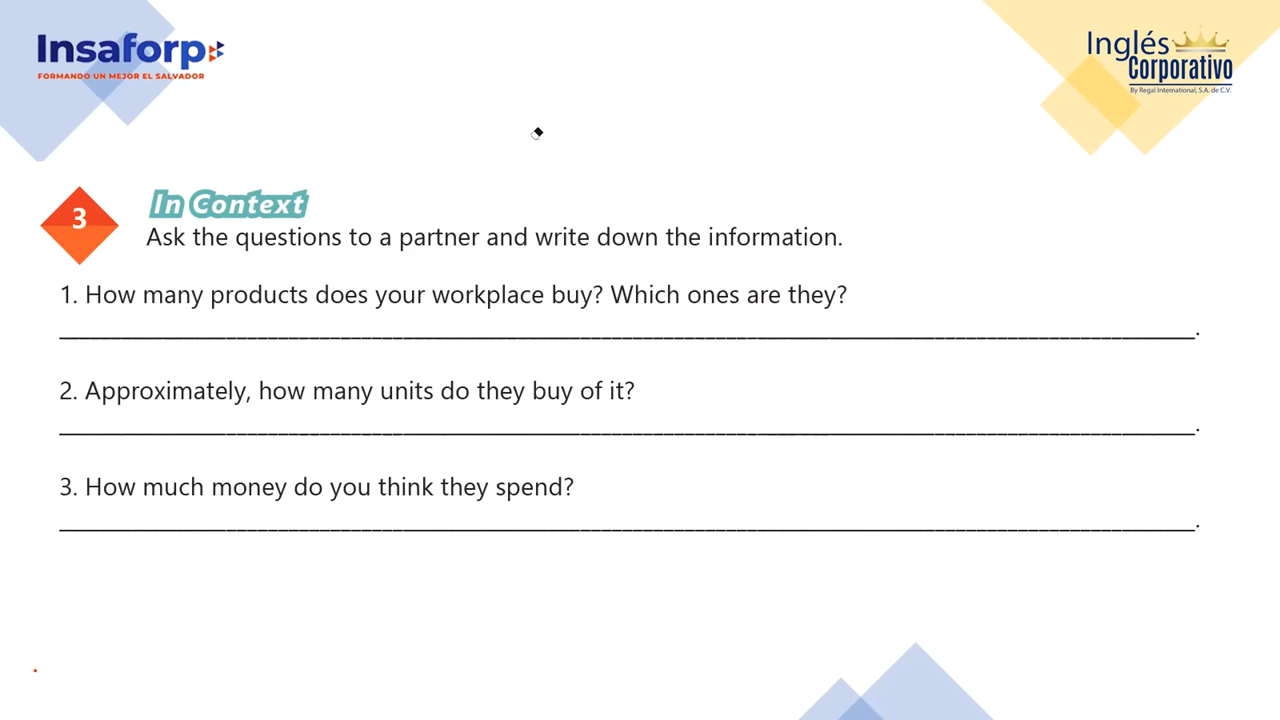 Insaforp
FORMANDO UN MEJOR EL SALVADOR
Inglés
Corporativo
By Regal International, S.A. de C.V.
3
In Context
Ask the questions to a partner and write down the information.
1. How many products does your workplace buy? Which ones are they?
.
2. Approximately, how many units do they buy of it?
.
3. How much money do you think they spend?
.